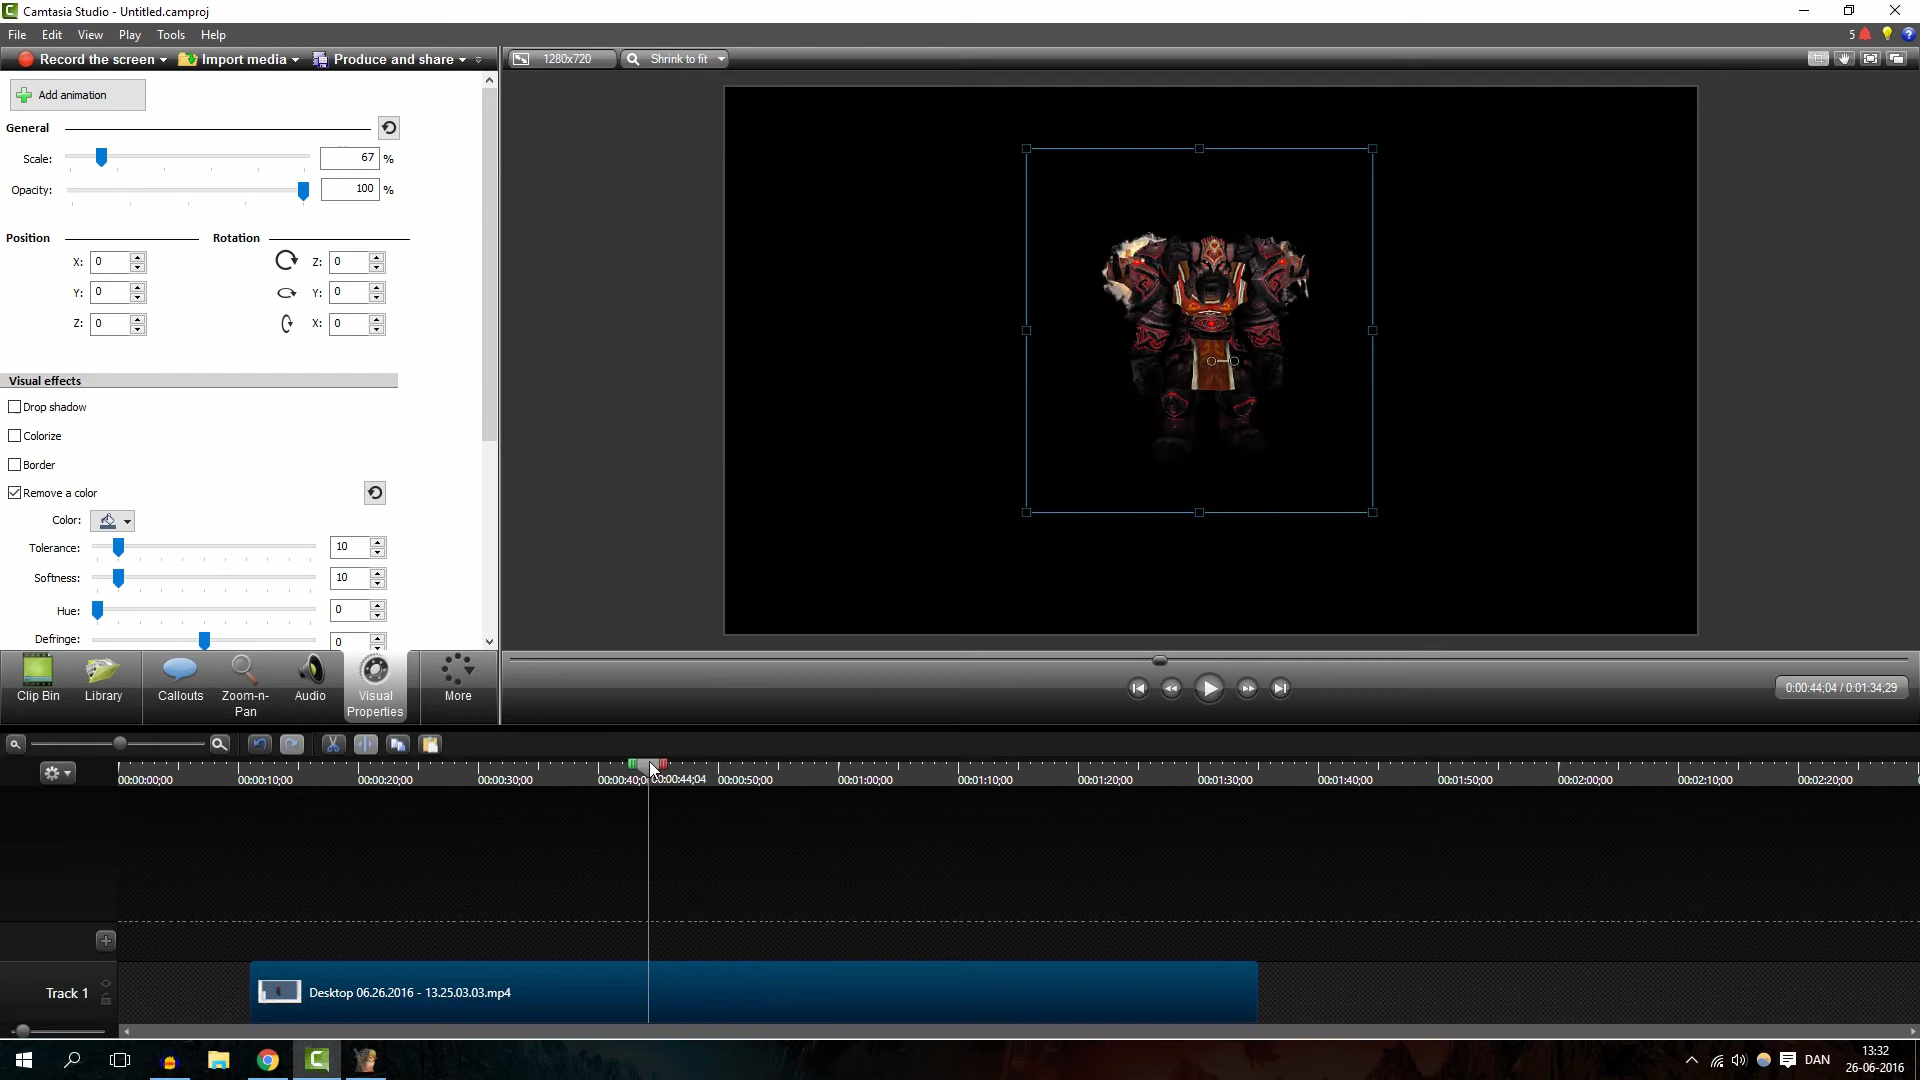 Camtasia Studio - Untitled.camproj
File Edit View Play Tools Help
5
Record the screen Import media Produce and share
1280x720 Shrink to fit
Add animation
General
Scale: 67 %
Opacity: 100 %
Position Rotation
X: 0 Z: 0
Y: 0 Y: 0
Z: 0 X: 0
Visual effects
Drop shadow
Colorize
Border
Remove a color
Color:
Tolerance: 10
Softness: 10
Hue: 0
Defringe: 0
Clip Bin Library Callouts Zoom-n-Pan Audio Visual Properties More
0:00:44;04 / 0:01:34;29
00:00:00;00 00:00:10;00 00:00:20;00 00:00:30;00 00:00:44;04 00:00:50;00 00:01:00;00 00:01:10;00 00:01:20;00 00:01:30;00 00:01:40;00 00:01:50;00 00:02:00;00 00:02:10;00 00:02:20;00
Track 1 Desktop 06.26.2016 - 13.25.03.03.mp4
DAN
13:32
26-06-2016